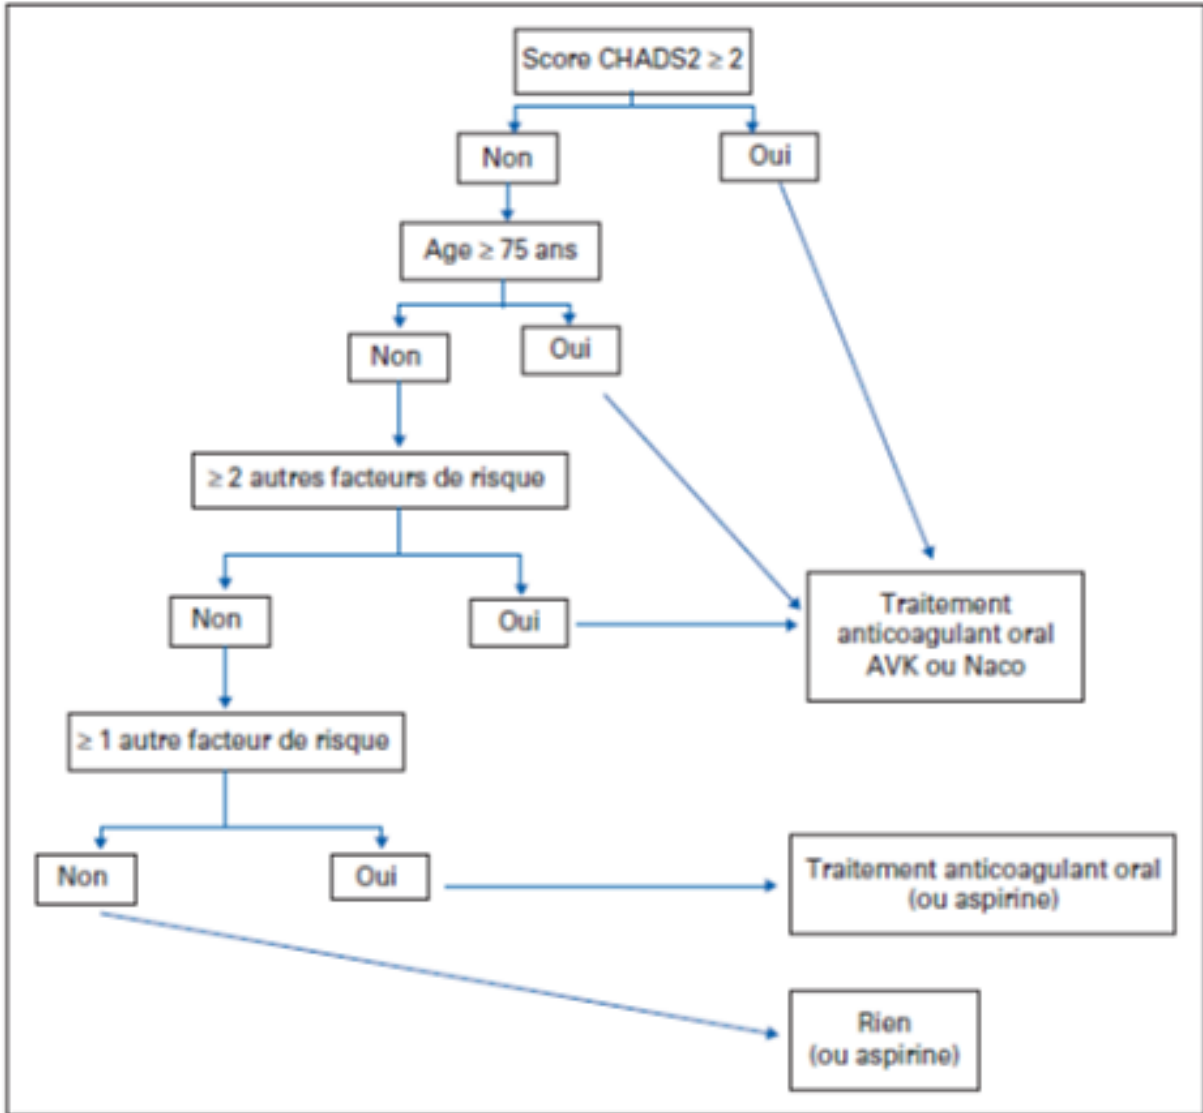 Score CHADS2 ≥ 2
Non
Oui
Age ≥ 75 ans
Non
Oui
≥ 2 autres facteurs de risque
Non
Oui
Traitement
anticoagulant oral
AVK ou Naco
≥ 1 autre facteur de risque
Non
Oui
Traitement anticoagulant oral
(ou aspirine)
Rien
(ou aspirine)